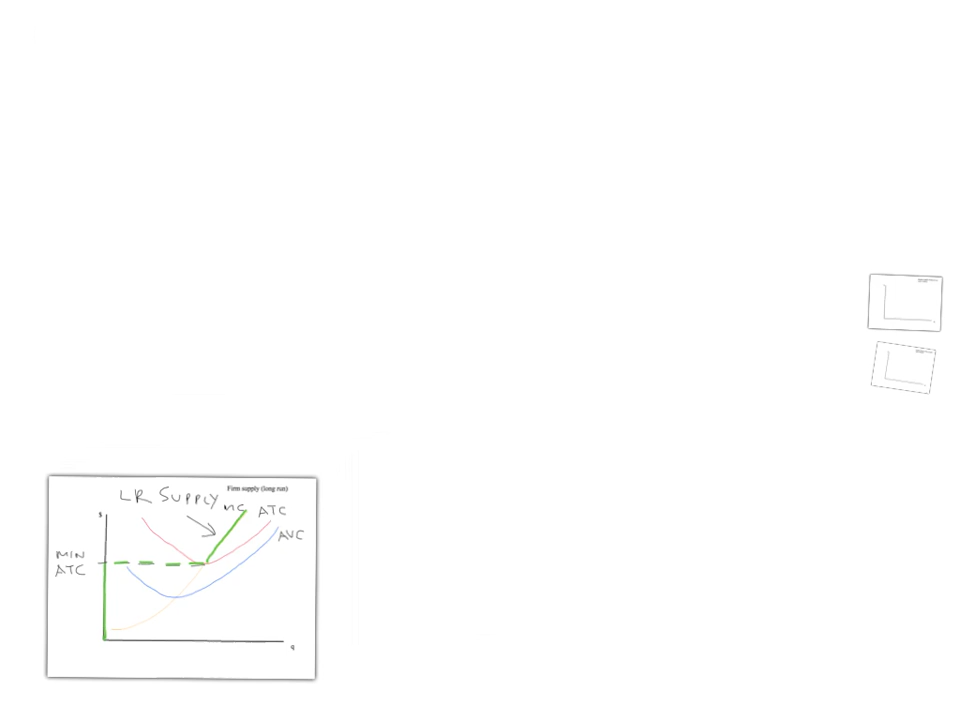 Firm supply (long run)
LR SUPPLY
MC
ATC
$
AVC
MIN
ATC
q